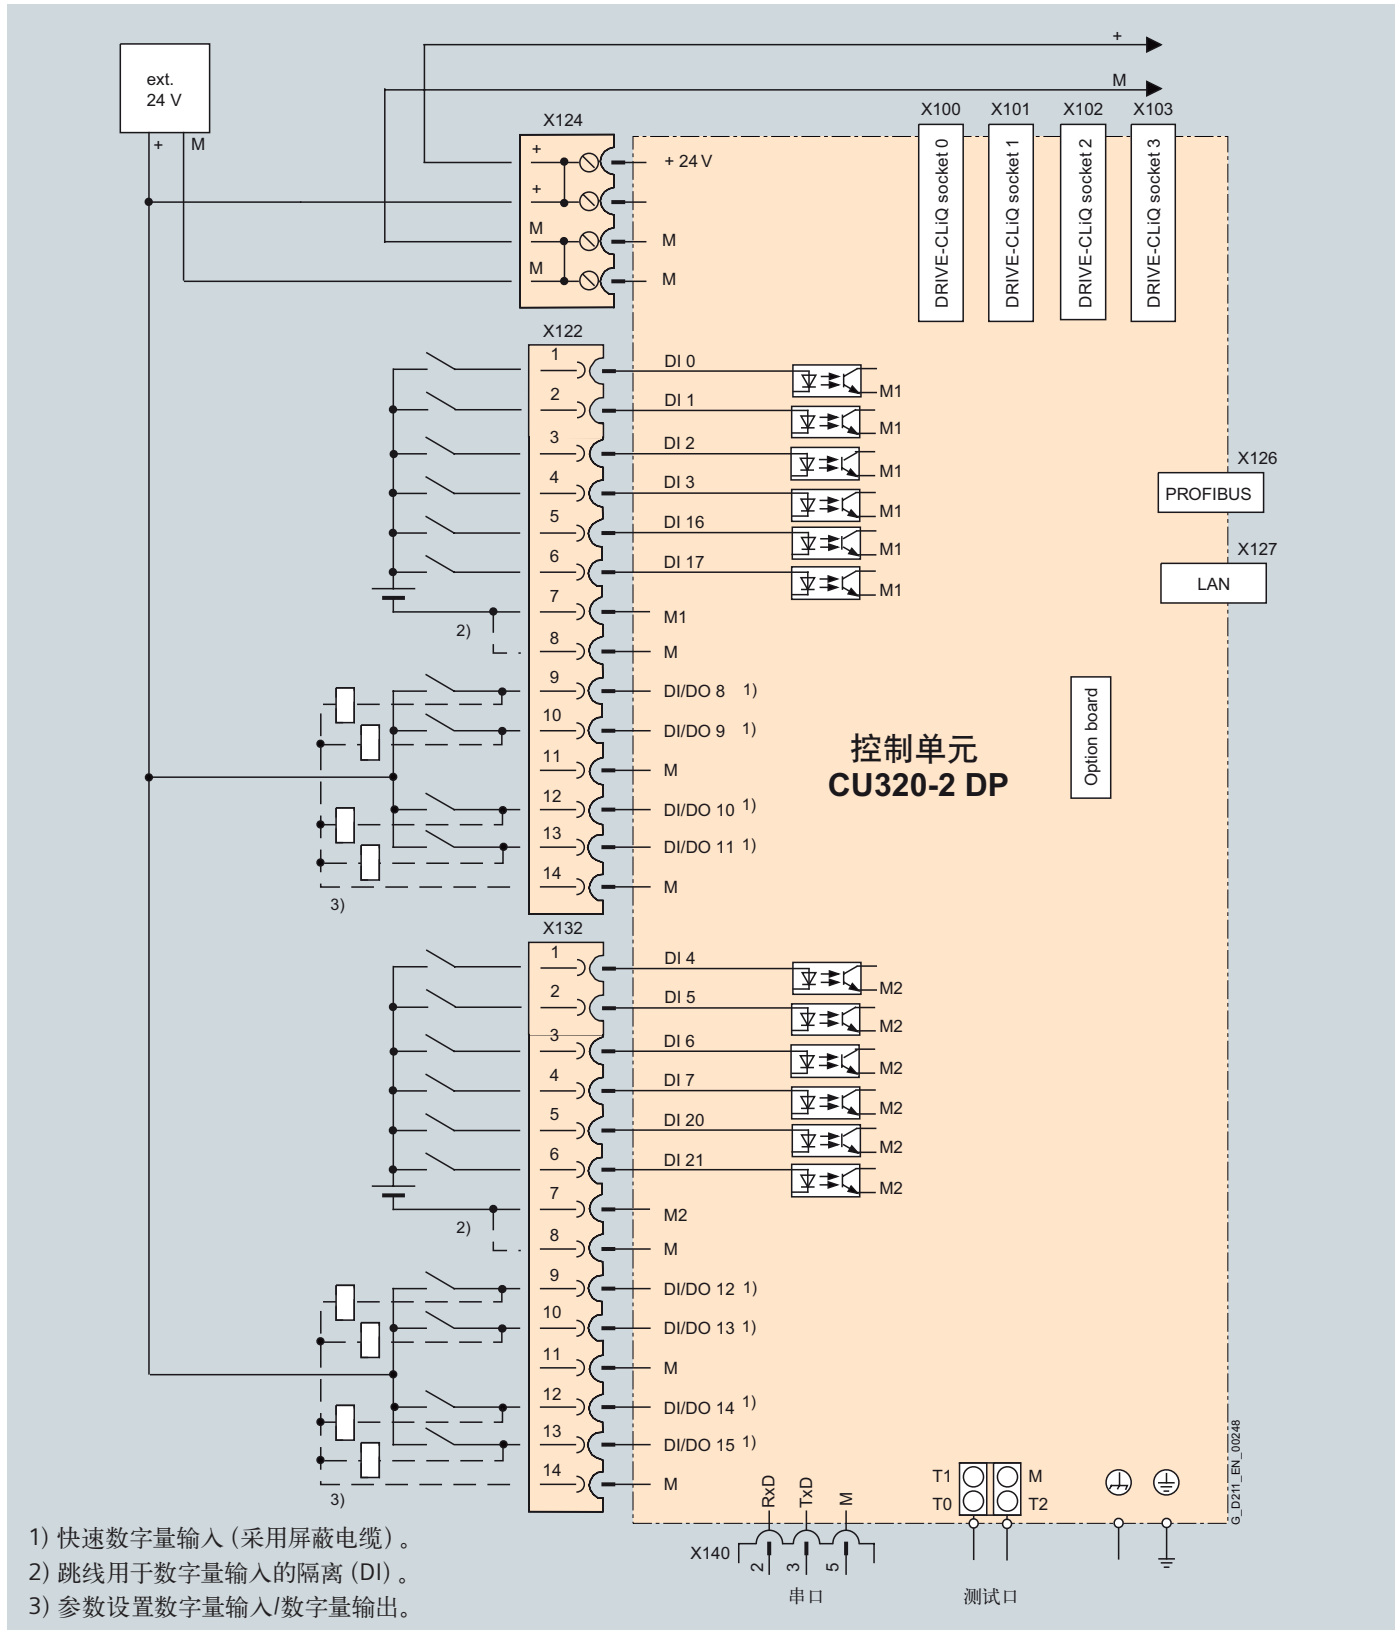 ext.
24 V
+
M
+
M
X124
+
+
M
M
+ 24 V
M
M
X100
X101
X102
X103
DRIVE-CLiQ socket 0
DRIVE-CLiQ socket 1
DRIVE-CLiQ socket 2
DRIVE-CLiQ socket 3
X122
1
DI 0
M1
2
DI 1
M1
3
DI 2
M1
4
DI 3
M1
5
DI 16
M1
6
DI 17
M1
7
M1
2)
8
M
9
DI/DO 8 1)
10
DI/DO 9 1)
11
M
12
DI/DO 10 1)
13
DI/DO 11 1)
14
M
3)
X126
PROFIBUS
X127
LAN
Option board
控制单元
CU320-2 DP
X132
1
DI 4
M2
2
DI 5
M2
3
DI 6
M2
4
DI 7
M2
5
DI 20
M2
6
DI 21
M2
7
M2
2)
8
M
9
DI/DO 12 1)
10
DI/DO 13 1)
11
M
12
DI/DO 14 1)
13
DI/DO 15 1)
14
M
3)
RxD
TxD
M
X140
2
3
5
串口
T1
M
T0
T2
测试口
G_D211_EN_00248
1) 快速数字量输入 (采用屏蔽电缆) 。
2) 跳线用于数字量输入的隔离 (DI) 。
3) 参数设置数字量输入/数字量输出。